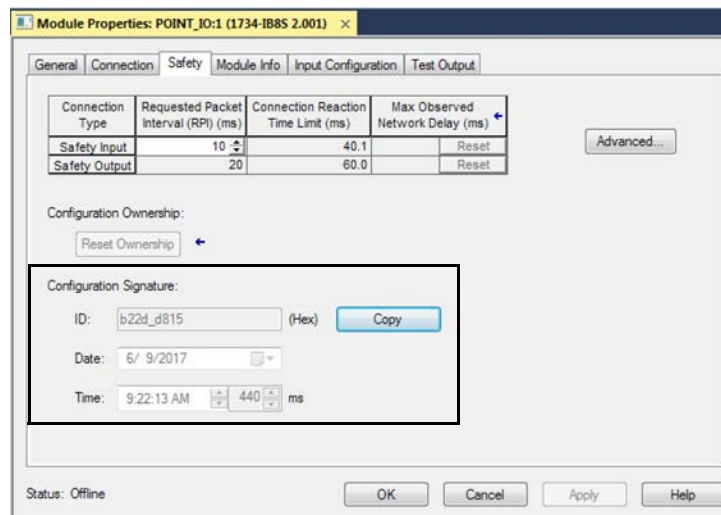 Module Properties: POINT_IO:1 (1734-IB8S 2.001) ×
General Connection Safety Module Info Input Configuration Test Output
Connection Type Requested Packet Interval (RPI) (ms) Connection Reaction Time Limit (ms) Max Observed Network Delay (ms)
Safety Input 10 40.1 Reset
Safety Output 20 60.0 Reset
Advanced...
Configuration Ownership:
Reset Ownership
Configuration Signature:
ID: b22d_d815 (Hex) Copy
Date: 6/ 9/2017
Time: 9:22:13 AM 440 ms
Status: Offline OK Cancel Apply Help